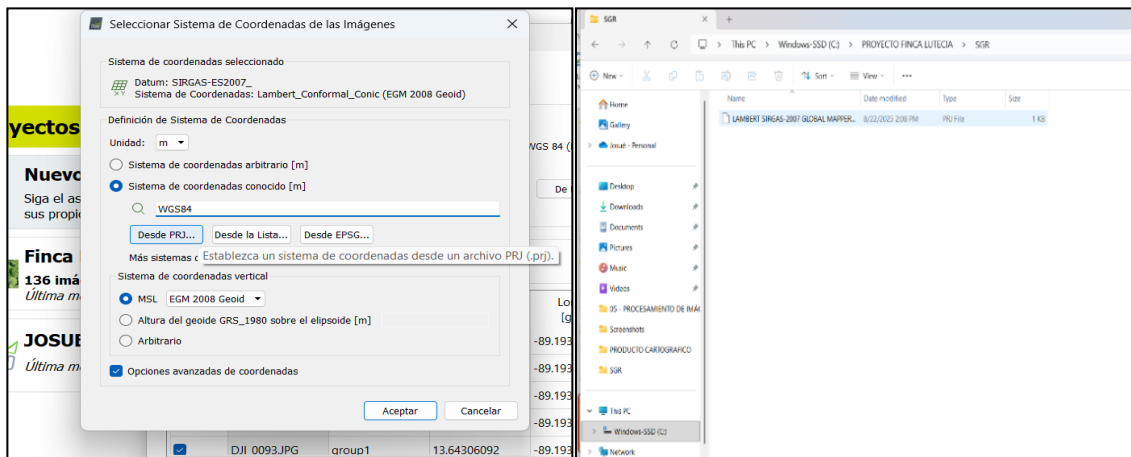 Seleccionar Sistema de Coordenadas de las Imágenes
Sistema de coordenadas seleccionado
Datum: SIRGAS-ES2007_
Sistema de Coordenadas: Lambert_Conformal_Conic (EGM 2008 Geoid)
Definición de Sistema de Coordenadas
Unidad: m
Sistema de coordenadas arbitrario [m]
Sistema de coordenadas conocido [m]
WGS84
Desde PRJ... Desde la Lista... Desde EPSG...
Más sistemas
Establezca un sistema de coordenadas desde un archivo PRJ (.prj).
Sistema de coordenadas vertical
MSL EGM 2008 Geoid
Altura del geoide GRS_1980 sobre el elipsoide [m]
Arbitrario
Opciones avanzadas de coordenadas
Aceptar Cancelar
yectos
Nuevo
Siga el as
sus propi
Finca
136 imá
Última m
JOSUE
Última m
WGS 84 (
De
Lo
[g
-89.193
-89.193
-89.193
-89.193
DJI_0093.JPG group1 13.64306092 -89.193
SGR
This PC > Windows-SSD (C:) > PROYECTO FINCA LUTECIA > SGR
New Sort View
Name Date modified Type Size
LAMBERT SIRGAS-2007 GLOBAL MAPPER... 8/22/2025 2:08 PM PRJ File 1 KB
Home
Gallery
Josué - Personal
Desktop
Downloads
Documents
Pictures
Music
Videos
05 - PROCESAMIENTO DE IMÁ
Screenshots
PRODUCTO CARTOGRAFICO
SGR
This PC
Windows-SSD (C:)
Network